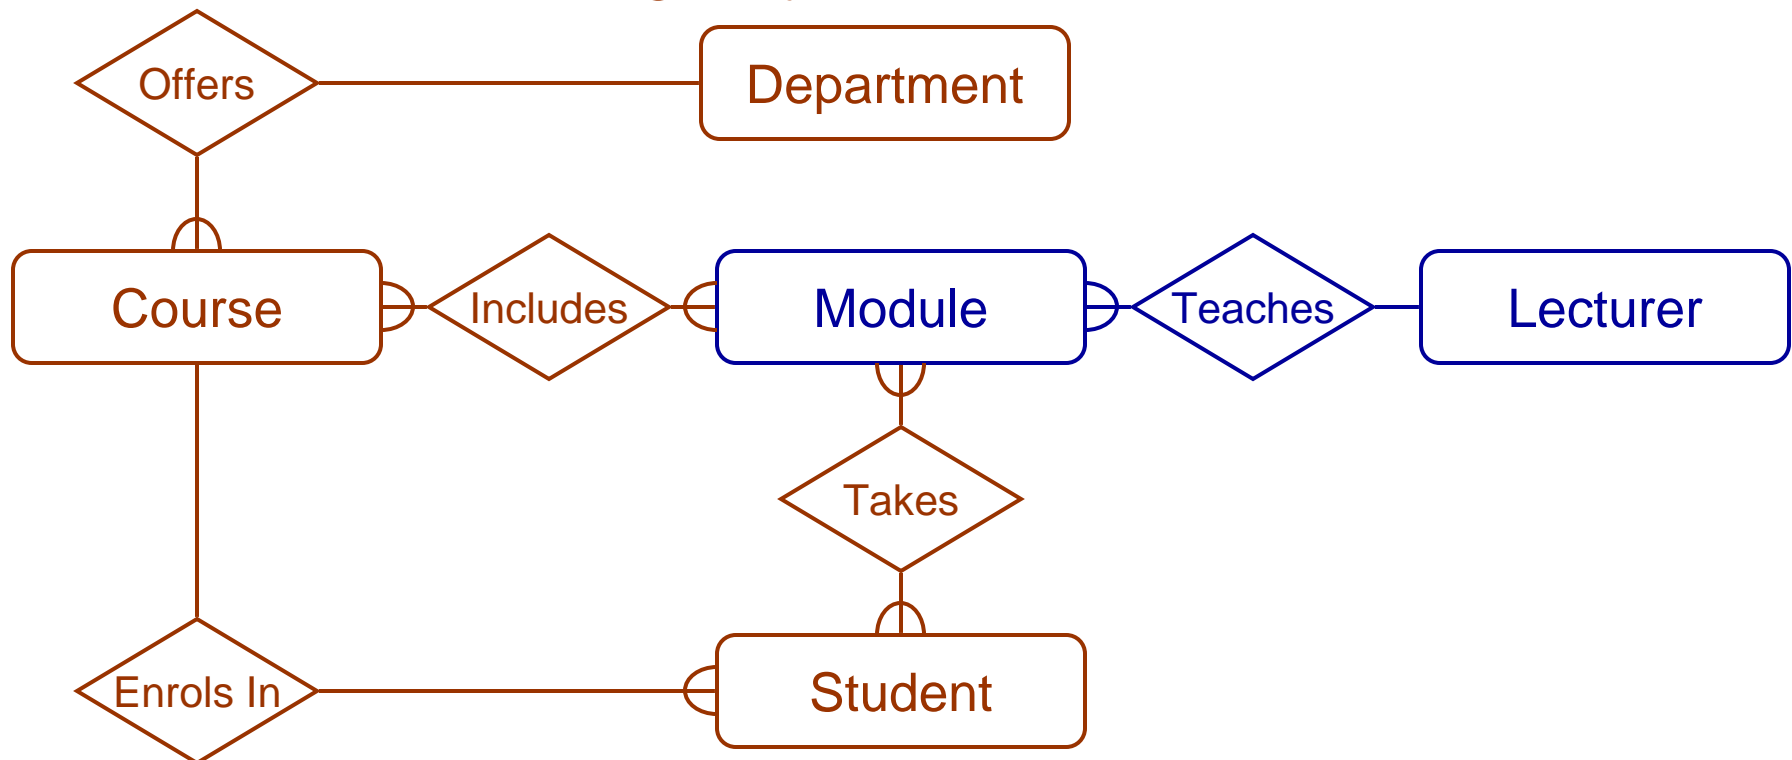 Offers
Department
Course
Includes
Module
Teaches
Lecturer
Takes
Enrols In
Student